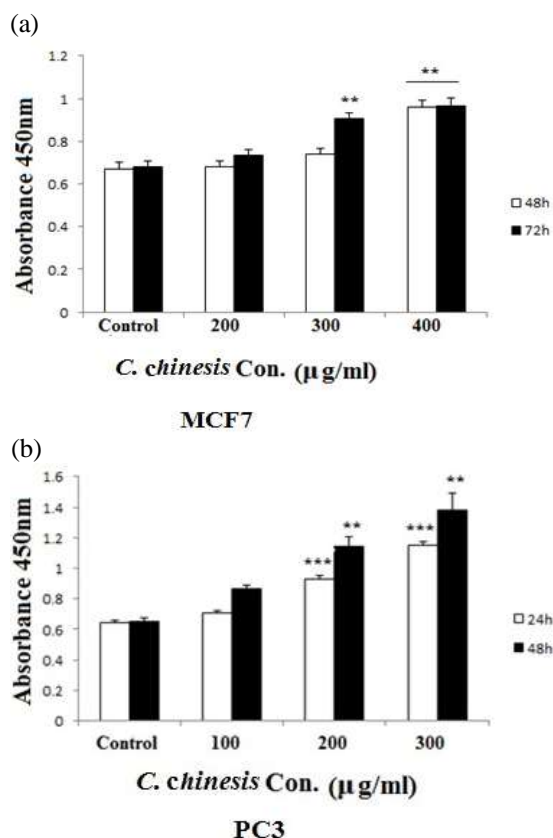 (a)
1.2
1
0.8
0.6
0.4
0.2
0
Absorbance 450nm
**
**
48h
72h
Control 200 300 400
C. chinesis Con. (µg/ml)
MCF7
(b)
1.6
1.4
1.2
1
0.8
0.6
0.4
0.2
0
Absorbance 450nm
***
**
***
**
24h
48h
Control 100 200 300
C. chinesis Con. (µg/ml)
PC3